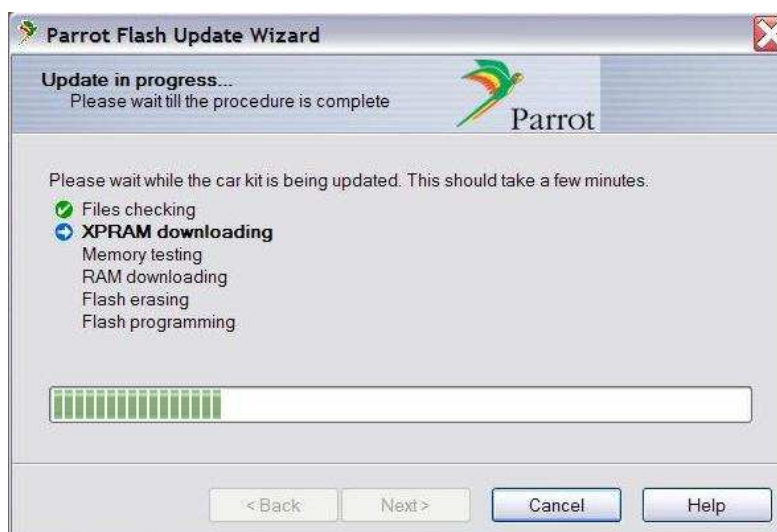 Parrot Flash Update Wizard
Update in progress...
Please wait till the procedure is complete
Parrot
Please wait while the car kit is being updated. This should take a few minutes.
Files checking
XPRAM downloading
Memory testing
RAM downloading
Flash erasing
Flash programming
< Back Next > Cancel Help